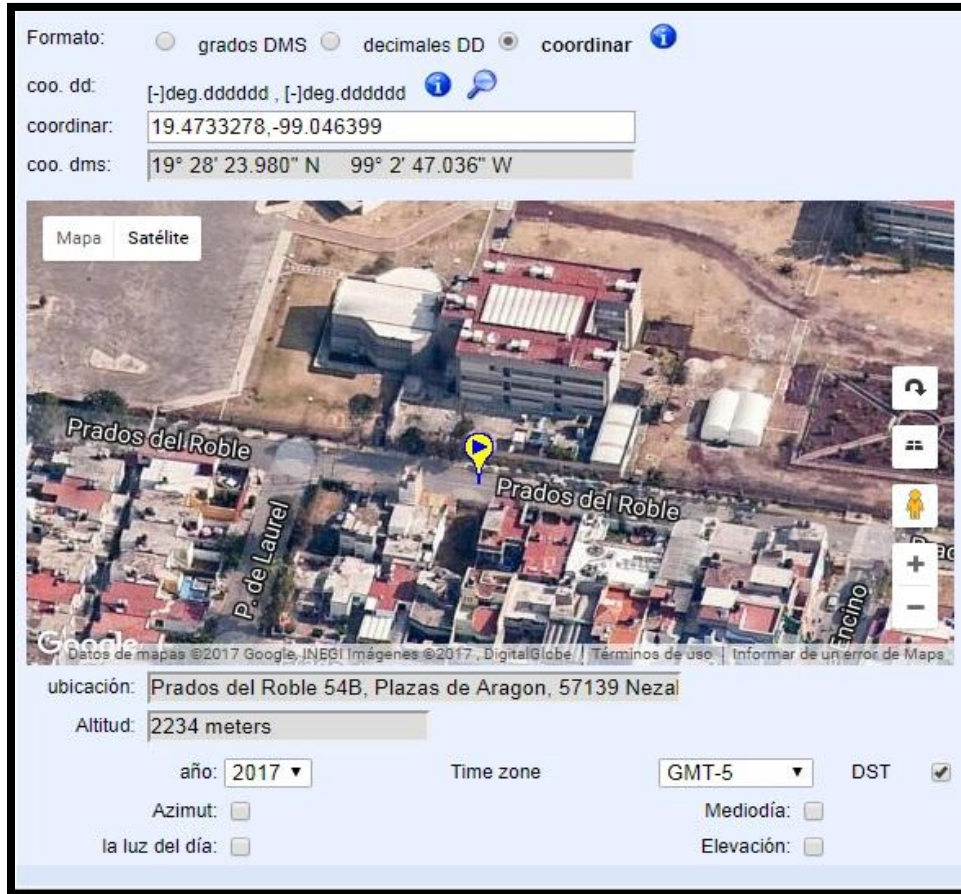 Formato: grados DMS decimales DD coordinar
coo. dd: [-]deg.dddddd , [-]deg.dddddd
coordinar: 19.4733278,-99.046399
coo. dms: 19° 28' 23.980" N 99° 2' 47.036" W
Mapa Satélite
Prados del Roble
Prados del Roble
P. de Laurel
Encino
Google
Datos de mapas ©2017 Google, INEGI Imágenes ©2017 , DigitalGlobe Términos de uso Informar de un error de Maps
ubicación: Prados del Roble 54B, Plazas de Aragon, 57139 Nezal
Altitud: 2234 meters
año: 2017 Time zone GMT-5 DST
Azimut: Mediodía:
la luz del día: Elevación: